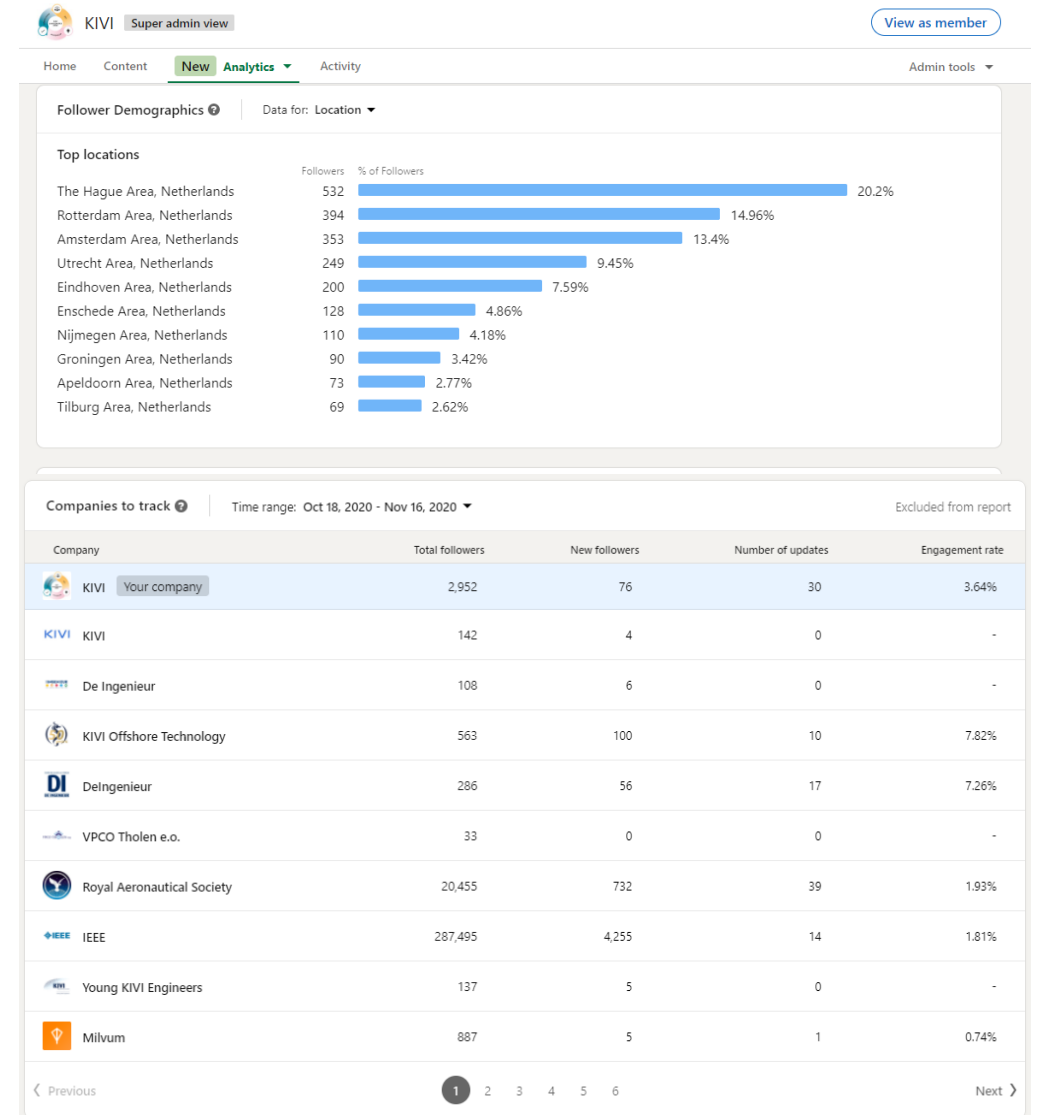 KIVI Super admin view View as member
Home Content New Analytics Activity Admin tools
Follower Demographics Data for: Location
Top locations
Followers % of Followers
The Hague Area, Netherlands 532 20.2%
Rotterdam Area, Netherlands 394 14.96%
Amsterdam Area, Netherlands 353 13.4%
Utrecht Area, Netherlands 249 9.45%
Eindhoven Area, Netherlands 200 7.59%
Enschede Area, Netherlands 128 4.86%
Nijmegen Area, Netherlands 110 4.18%
Groningen Area, Netherlands 90 3.42%
Apeldoorn Area, Netherlands 73 2.77%
Tilburg Area, Netherlands 69 2.62%
Companies to track Time range: Oct 18, 2020 - Nov 16, 2020 Excluded from report
Company Total followers New followers Number of updates Engagement rate
KIVI Your company 2,952 76 30 3.64%
KIVI KIVI 142 4 0 -
De Ingenieur 108 6 0 -
KIVI Offshore Technology 563 100 10 7.82%
DI DeIngenieur 286 56 17 7.26%
VPCO Tholen e.o. 33 0 0 -
Royal Aeronautical Society 20,455 732 39 1.93%
IEEE IEEE 287,495 4,255 14 1.81%
Young KIVI Engineers 137 5 0 -
Milvum 887 5 1 0.74%
Previous 1 2 3 4 5 6 Next